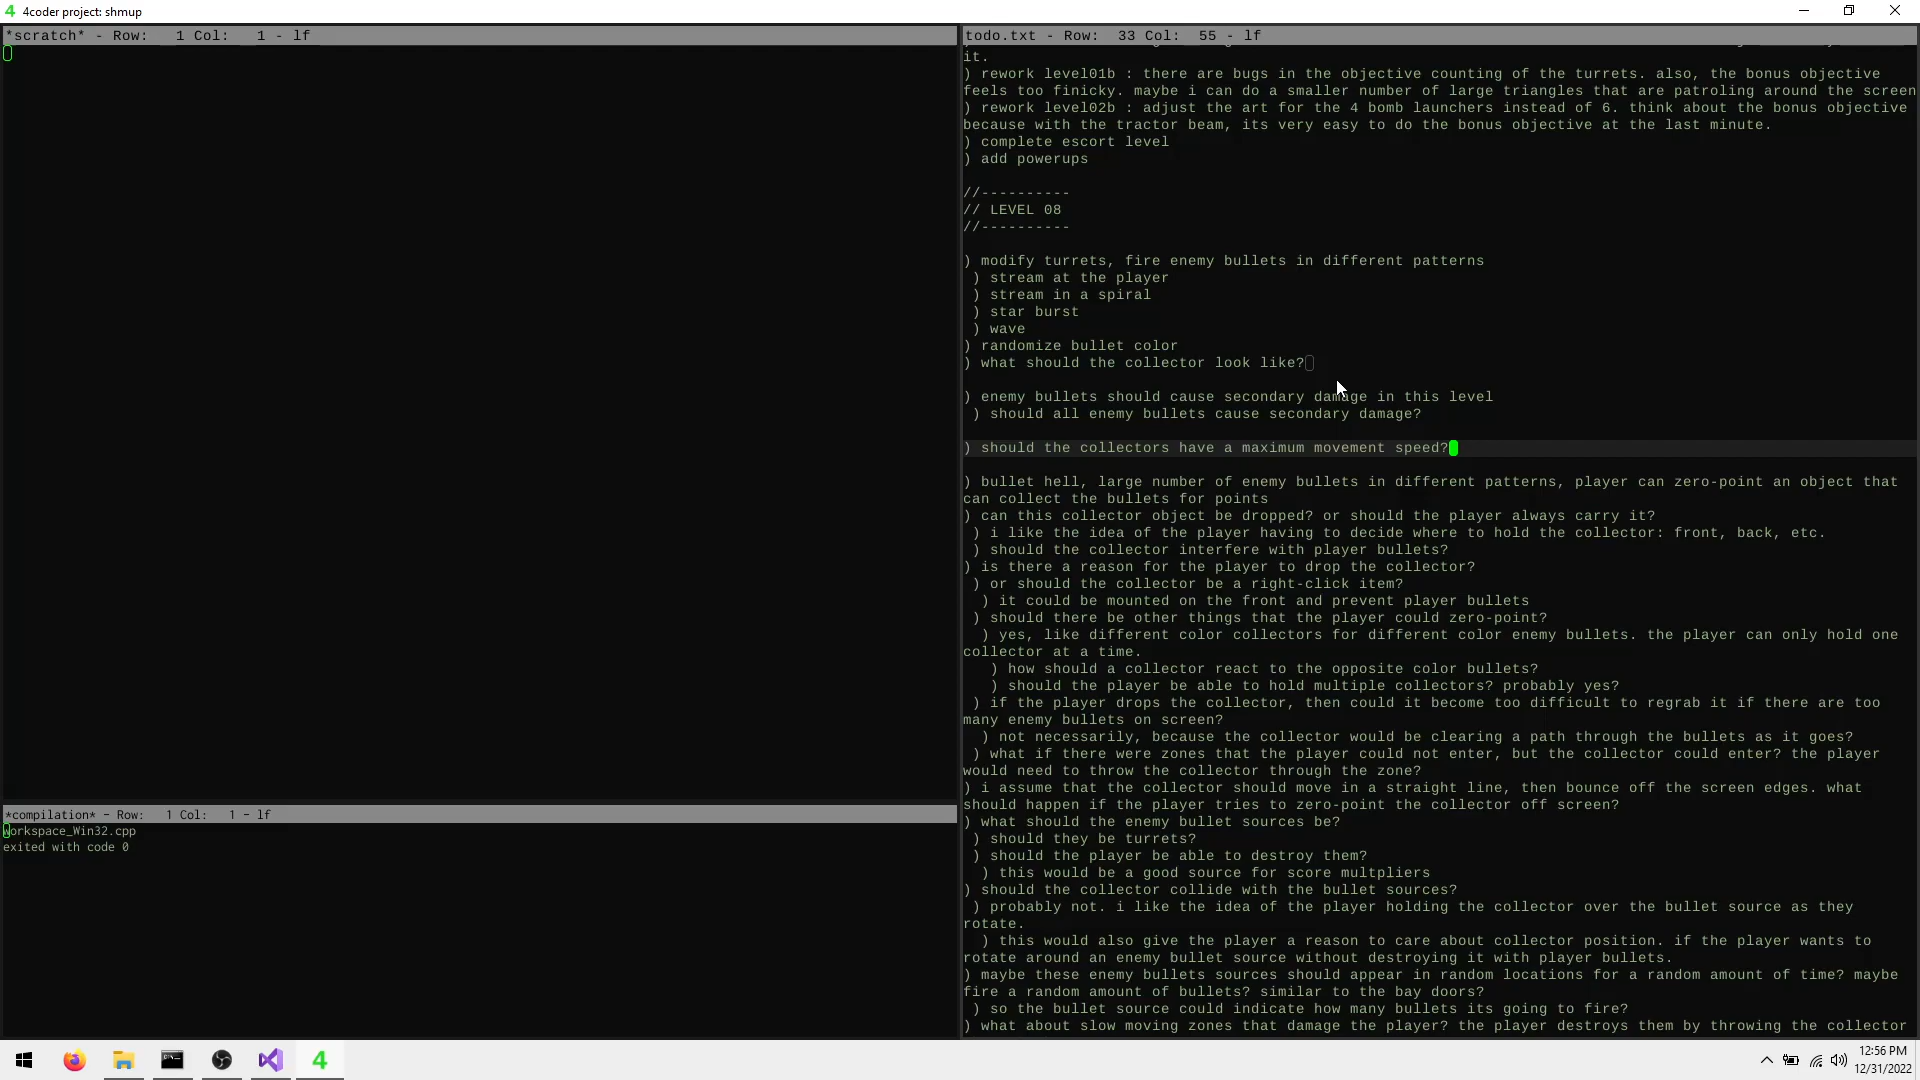 4 4coder project: shmup
*scratch* - Row:   1 Col:   1 - lf
*compilation* - Row:   1 Col:   1 - lf
workspace_Win32.cpp
exited with code 0
todo.txt - Row:  33 Col:  55 - lf
it.
) rework level01b : there are bugs in the objective counting of the turrets. also, the bonus objective
feels too finicky. maybe i can do a smaller number of large triangles that are patroling around the screen
) rework level02b : adjust the art for the 4 bomb launchers instead of 6. think about the bonus objective
because with the tractor beam, its very easy to do the bonus objective at the last minute.
) complete escort level
) add powerups
//----------
// LEVEL 08
//----------
) modify turrets, fire enemy bullets in different patterns
) stream at the player
) stream in a spiral
) star burst
) wave
) randomize bullet color
) what should the collector look like?
) enemy bullets should cause secondary damage in this level
) should all enemy bullets cause secondary damage?
) should the collectors have a maximum movement speed?
) bullet hell, large number of enemy bullets in different patterns, player can zero-point an object that
can collect the bullets for points
) can this collector object be dropped? or should the player always carry it?
) i like the idea of the player having to decide where to hold the collector: front, back, etc.
) should the collector interfere with player bullets?
) is there a reason for the player to drop the collector?
) or should the collector be a right-click item?
) it could be mounted on the front and prevent player bullets
) should there be other things that the player could zero-point?
) yes, like different color collectors for different color enemy bullets. the player can only hold one
collector at a time.
) how should a collector react to the opposite color bullets?
) should the player be able to hold multiple collectors? probably yes?
) if the player drops the collector, then could it become too difficult to regrab it if there are too
many enemy bullets on screen?
) not necessarily, because the collector would be clearing a path through the bullets as it goes?
) what if there were zones that the player could not enter, but the collector could enter? the player
would need to throw the collector through the zone?
) i assume that the collector should move in a straight line, then bounce off the screen edges. what
should happen if the player tries to zero-point the collector off screen?
) what should the enemy bullet sources be?
) should they be turrets?
) should the player be able to destroy them?
) this would be a good source for score multpliers
) should the collector collide with the bullet sources?
) probably not. i like the idea of the player holding the collector over the bullet source as they
rotate.
) this would also give the player a reason to care about collector position. if the player wants to
rotate around an enemy bullet source without destroying it with player bullets.
) maybe these enemy bullets sources should appear in random locations for a random amount of time? maybe
fire a random amount of bullets? similar to the bay doors?
) so the bullet source could indicate how many bullets its going to fire?
) what about slow moving zones that damage the player? the player destroys them by throwing the collector
4
12:56 PM
12/31/2022